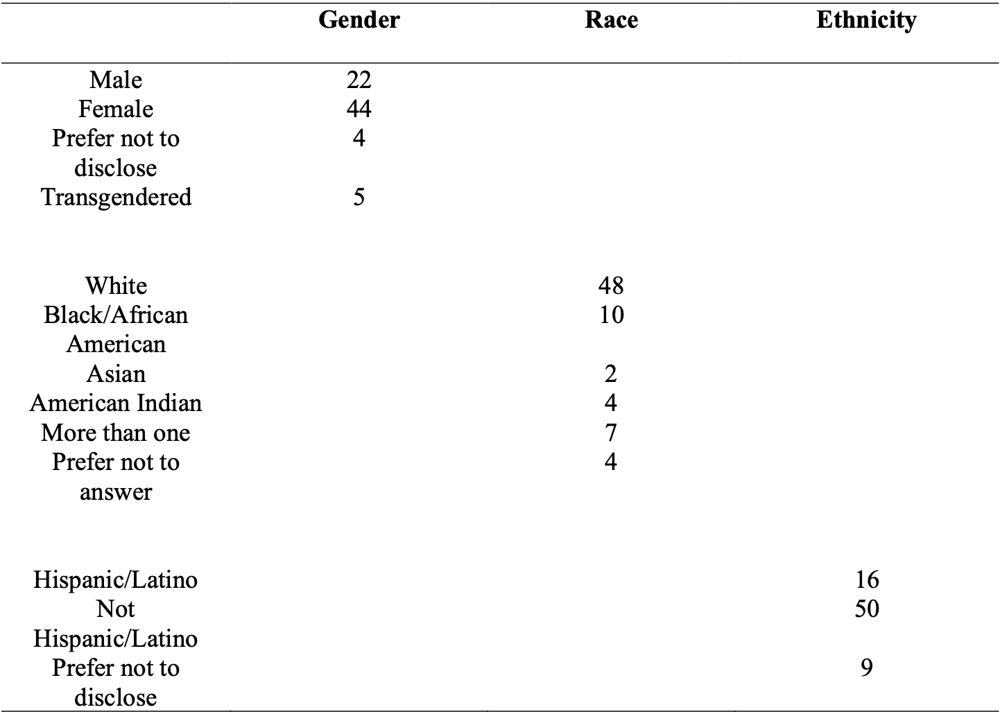 Gender Race Ethnicity
Male 22
Female 44
Prefer not to 4
disclose
Transgendered 5
White 48
Black/African 10
American
Asian 2
American Indian 4
More than one 7
Prefer not to 4
answer
Hispanic/Latino 16
Not 50
Hispanic/Latino
Prefer not to 9
disclose